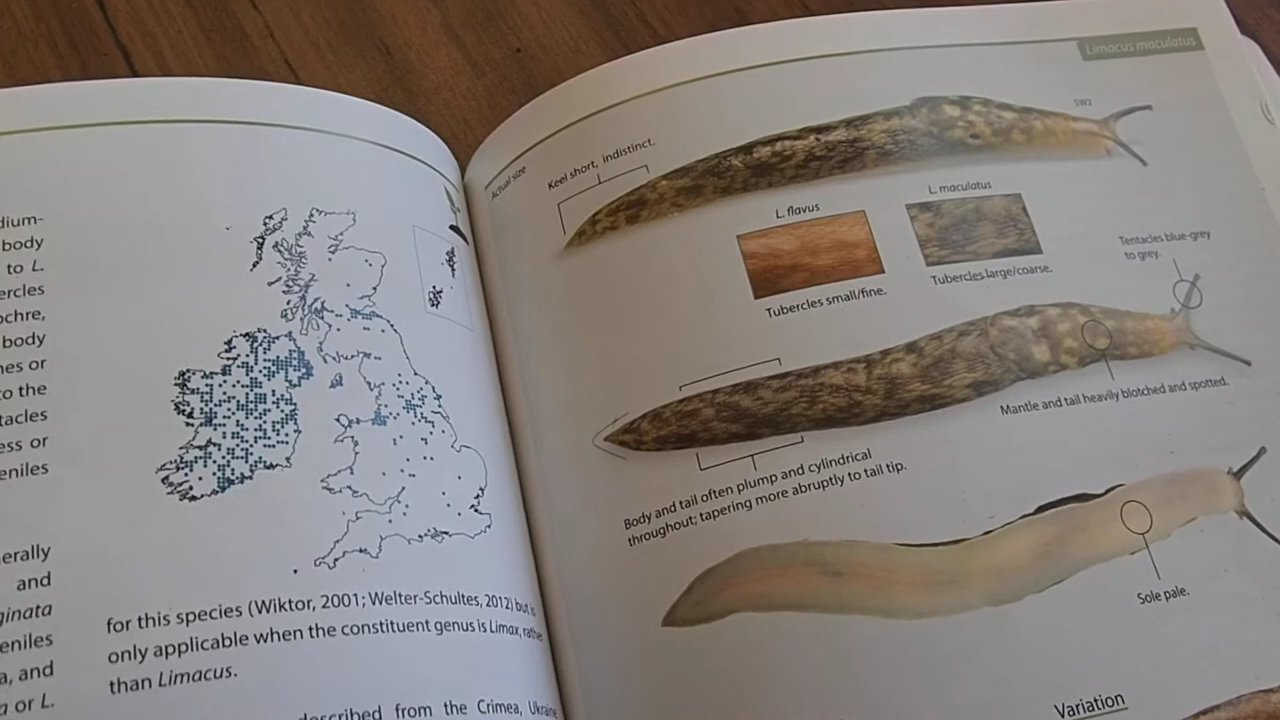 dium-
body
to L.
ercles
ochre,
body
nes or
to the
tacles
ess or
eniles
erally
and
ginata
eniles
a, and
a or L.
for this species (Wiktor, 2001; Welter-Schultes, 2012) but is
only applicable when the constituent genus is Limax, rather
than Limacus.
described from the Crimea, Ukraine
Limacus maculatus
SW2
Actual size
Keel short, indistinct.
L. flavus
L. maculatus
Tubercles small/fine.
Tubercles large/coarse.
Tentacles blue-grey
to grey.
Mantle and tail heavily blotched and spotted.
Body and tail often plump and cylindrical
throughout; tapering more abruptly to tail tip.
Sole pale.
Variation